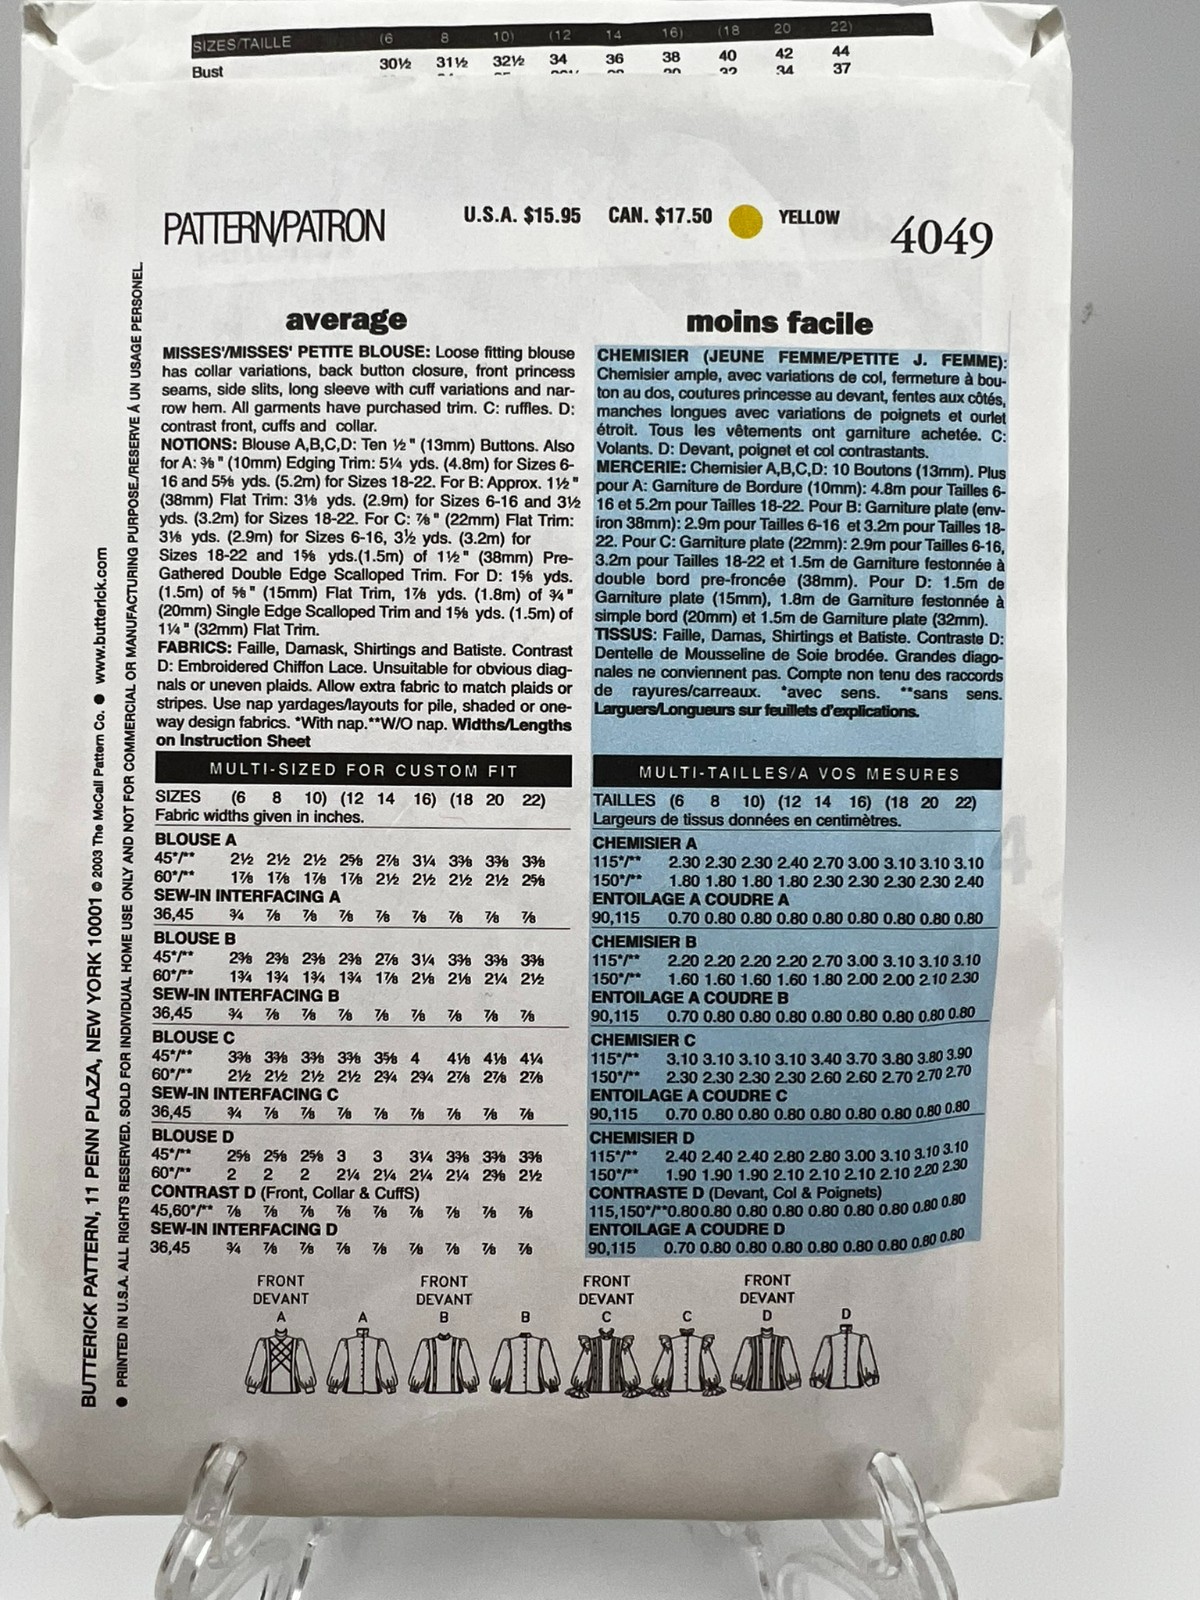 SIZES/TAILLE (6 8 10) (12 14 16) (18 20 22)
Bust 30½ 31½ 32½ 34 36 38 40 42 44
32 34 37
PATTERN/PATRON U.S.A. $15.95 CAN. $17.50 YELLOW 4049
average
MISSES'/MISSES' PETITE BLOUSE: Loose fitting blouse
has collar variations, back button closure, front princess
seams, side slits, long sleeve with cuff variations and nar-
row hem. All garments have purchased trim. C: ruffles. D:
contrast front, cuffs and collar.
NOTIONS: Blouse A,B,C,D: Ten ½" (13mm) Buttons. Also
for A: ⅜" (10mm) Edging Trim: 5¼ yds. (4.8m) for Sizes 6-
16 and 5⅝ yds. (5.2m) for Sizes 18-22. For B: Approx. 1½"
(38mm) Flat Trim: 3⅛ yds. (2.9m) for Sizes 6-16 and 3½
yds. (3.2m) for Sizes 18-22. For C: ⅞" (22mm) Flat Trim:
3⅛ yds. (2.9m) for Sizes 6-16, 3½ yds. (3.2m) for
Sizes 18-22 and 1⅝ yds.(1.5m) of 1½" (38mm) Pre-
Gathered Double Edge Scalloped Trim. For D: 1⅝ yds.
(1.5m) of ⅝" (15mm) Flat Trim, 1⅞ yds. (1.8m) of ¾"
(20mm) Single Edge Scalloped Trim and 1⅝ yds. (1.5m) of
1¼" (32mm) Flat Trim.
FABRICS: Faille, Damask, Shirtings and Batiste. Contrast
D: Embroidered Chiffon Lace. Unsuitable for obvious diag-
nals or uneven plaids. Allow extra fabric to match plaids or
stripes. Use nap yardages/layouts for pile, shaded or one-
way design fabrics. *With nap.**W/O nap. Widths/Lengths
on Instruction Sheet
MULTI-SIZED FOR CUSTOM FIT
SIZES (6 8 10) (12 14 16) (18 20 22)
Fabric widths given in inches.
BLOUSE A
45*/** 2½ 2½ 2½ 2⅝ 2⅞ 3¼ 3⅜ 3⅜ 3⅜
60*/** 1⅞ 1⅞ 1⅞ 1⅞ 2½ 2½ 2½ 2½ 2⅝
SEW-IN INTERFACING A
36,45 ¾ ⅞ ⅞ ⅞ ⅞ ⅞ ⅞ ⅞ ⅞
BLOUSE B
45*/** 2⅜ 2⅜ 2⅜ 2⅜ 2⅞ 3¼ 3⅜ 3⅜ 3⅜
60*/** 1¾ 1¾ 1¾ 1¾ 1⅞ 2⅛ 2⅛ 2¼ 2½
SEW-IN INTERFACING B
36,45 ¾ ⅞ ⅞ ⅞ ⅞ ⅞ ⅞ ⅞ ⅞
BLOUSE C
45*/** 3⅜ 3⅜ 3⅜ 3⅜ 3⅝ 4 4⅛ 4⅛ 4¼
60*/** 2½ 2½ 2½ 2½ 2¾ 2¾ 2⅞ 2⅞ 2⅞
SEW-IN INTERFACING C
36,45 ¾ ⅞ ⅞ ⅞ ⅞ ⅞ ⅞ ⅞ ⅞
BLOUSE D
45*/** 2⅝ 2⅝ 2⅝ 3 3 3¼ 3⅜ 3⅜ 3⅜
60*/** 2 2 2 2¼ 2¼ 2¼ 2¼ 2⅜ 2½
CONTRAST D (Front, Collar & CuffS)
45,60*/** ⅞ ⅞ ⅞ ⅞ ⅞ ⅞ ⅞ ⅞ ⅞
SEW-IN INTERFACING D
36,45 ¾ ⅞ ⅞ ⅞ ⅞ ⅞ ⅞ ⅞ ⅞
moins facile
CHEMISIER (JEUNE FEMME/PETITE J. FEMME):
Chemisier ample, avec variations de col, fermeture à bou-
ton au dos, coutures princesse au devant, fentes aux côtés,
manches longues avec variations de poignets et ourlet
étroit. Tous les vêtements ont garniture achetée. C:
Volants. D: Devant, poignet et col contrastants.
MERCERIE: Chemisier A,B,C,D: 10 Boutons (13mm). Plus
pour A: Garniture de Bordure (10mm): 4.8m pour Tailles 6-
16 et 5.2m pour Tailles 18-22. Pour B: Garniture plate (env-
iron 38mm): 2.9m pour Tailles 6-16 et 3.2m pour Tailles 18-
22. Pour C: Garniture plate (22mm): 2.9m pour Tailles 6-16,
3.2m pour Tailles 18-22 et 1.5m de Garniture festonnée à
double bord pre-froncée (38mm). Pour D: 1.5m de
Garniture plate (15mm), 1.8m de Garniture festonnée à
simple bord (20mm) et 1.5m de Garniture plate (32mm).
TISSUS: Faille, Damas, Shirtings et Batiste. Contraste D:
Dentelle de Mousseline de Soie brodée. Grandes diago-
nales ne conviennent pas. Compte non tenu des raccords
de rayures/carreaux. *avec sens. **sans sens.
Larguers/Longueurs sur feuillets d'explications.
MULTI-TAILLES/A VOS MESURES
TAILLES (6 8 10) (12 14 16) (18 20 22)
Largeurs de tissus données en centimètres.
CHEMISIER A
115*/** 2.30 2.30 2.30 2.40 2.70 3.00 3.10 3.10 3.10
150*/** 1.80 1.80 1.80 1.80 2.30 2.30 2.30 2.30 2.40
ENTOILAGE A COUDRE A
90,115 0.70 0.80 0.80 0.80 0.80 0.80 0.80 0.80 0.80
CHEMISIER B
115*/** 2.20 2.20 2.20 2.20 2.70 3.00 3.10 3.10 3.10
150*/** 1.60 1.60 1.60 1.60 1.80 2.00 2.00 2.10 2.30
ENTOILAGE A COUDRE B
90,115 0.70 0.80 0.80 0.80 0.80 0.80 0.80 0.80 0.80
CHEMISIER C
115*/** 3.10 3.10 3.10 3.10 3.40 3.70 3.80 3.80 3.90
150*/** 2.30 2.30 2.30 2.30 2.60 2.60 2.70 2.70 2.70
ENTOILAGE A COUDRE C
90,115 0.70 0.80 0.80 0.80 0.80 0.80 0.80 0.80 0.80
CHEMISIER D
115*/** 2.40 2.40 2.40 2.80 2.80 3.00 3.10 3.10 3.10
150*/** 1.90 1.90 1.90 2.10 2.10 2.10 2.10 2.20 2.30
CONTRASTE D (Devant, Col & Poignets)
115,150*/**0.80 0.80 0.80 0.80 0.80 0.80 0.80 0.80 0.80
ENTOILAGE A COUDRE D
90,115 0.70 0.80 0.80 0.80 0.80 0.80 0.80 0.80 0.80
FRONT FRONT FRONT FRONT
DEVANT DEVANT DEVANT DEVANT
A A B B C C D D
BUTTERICK PATTERN, 11 PENN PLAZA, NEW YORK 10001 © 2003 The McCall Pattern Co. ● www.butterick.com
● PRINTED IN U.S.A. ALL RIGHTS RESERVED. SOLD FOR INDIVIDUAL HOME USE ONLY AND NOT FOR COMMERCIAL OR MANUFACTURING PURPOSE./RESERVÉ À UN USAGE PERSONEL.